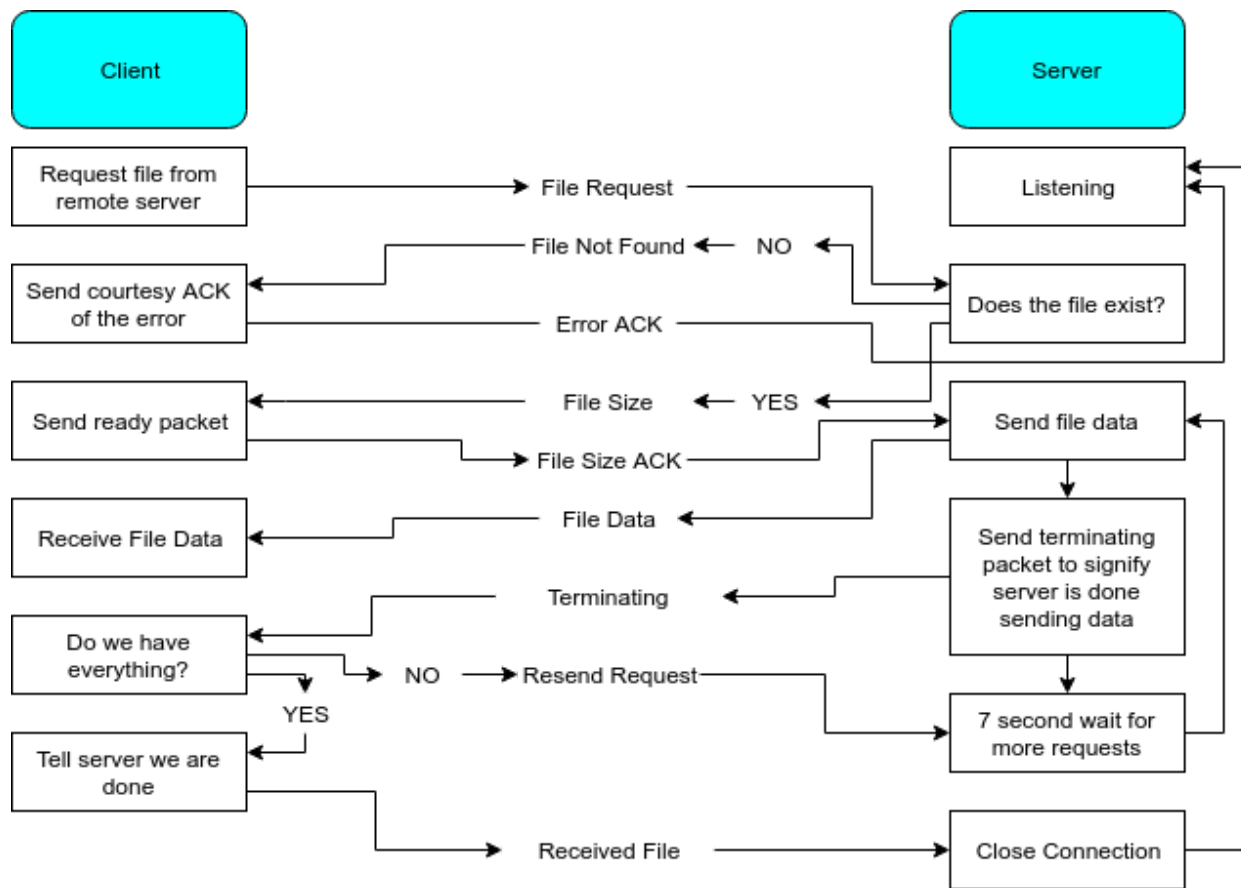 Client
Server
Request file from
remote server
File Request
Listening
File Not Found
NO
Send courtesy ACK
of the error
Does the file exist?
Error ACK
Send ready packet
File Size
YES
Send file data
File Size ACK
Receive File Data
File Data
Send terminating
packet to signify
server is done
sending data
Terminating
Do we have
everything?
NO
Resend Request
YES
7 second wait for
more requests
Tell server we are
done
Received File
Close Connection